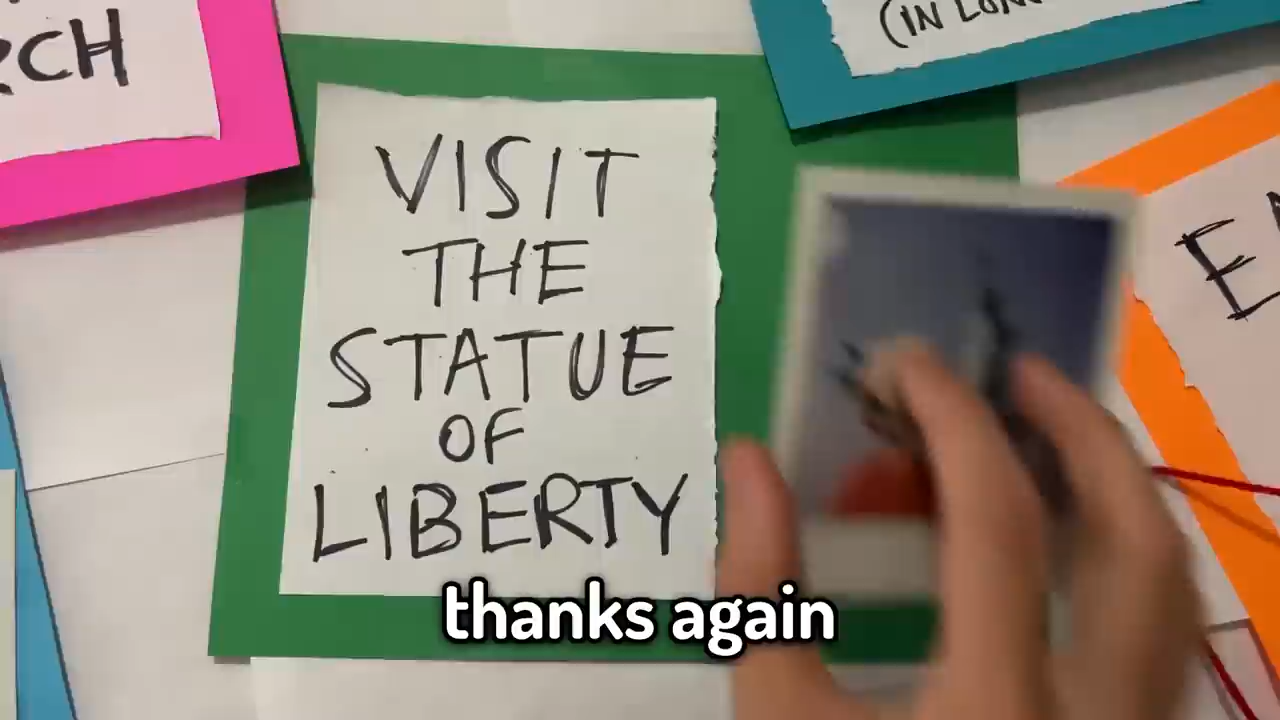 RCH
(IN LON
VISIT
THE
STATUE
OF
LIBERTY
E
thanks again